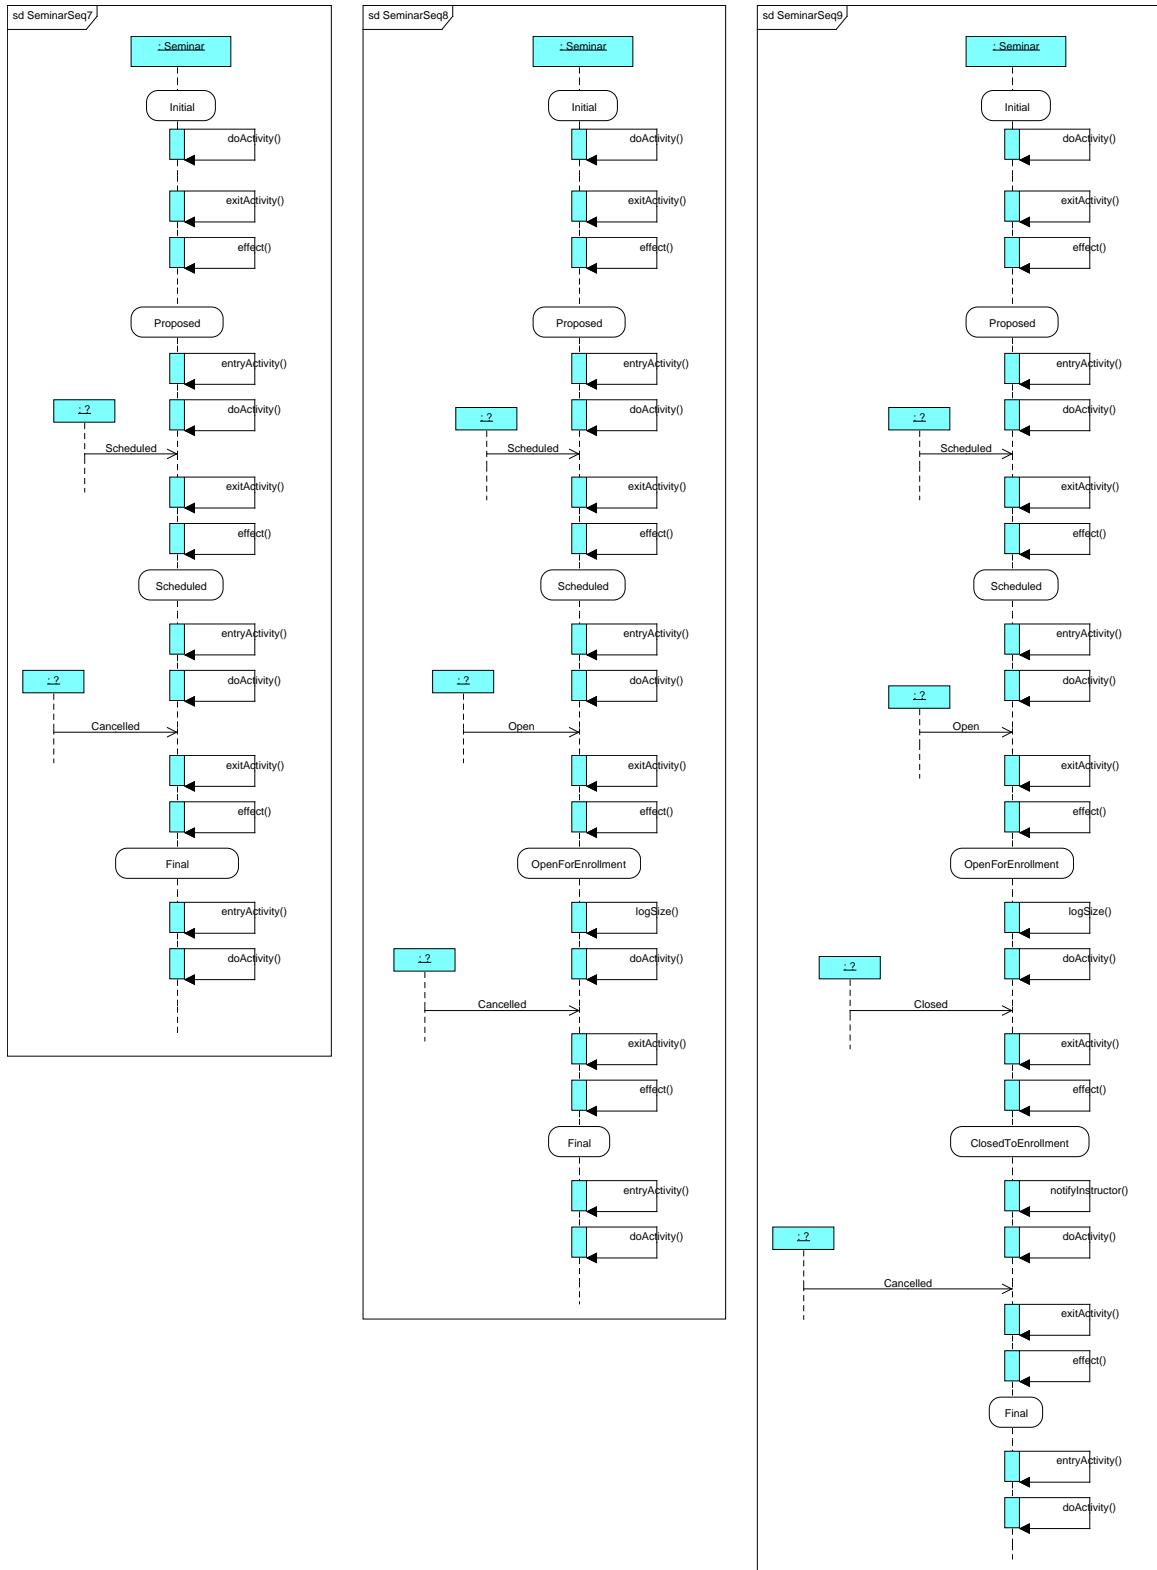 sd SeminarSeq7
: Seminar
Initial
doActivity()
exitActivity()
effect()
Proposed
entryActivity()
: ?
doActivity()
Scheduled
exitActivity()
effect()
Scheduled
entryActivity()
: ?
doActivity()
Cancelled
exitActivity()
effect()
Final
entryActivity()
doActivity()
sd SeminarSeq8
: Seminar
Initial
doActivity()
exitActivity()
effect()
Proposed
entryActivity()
: ?
doActivity()
Scheduled
exitActivity()
effect()
Scheduled
entryActivity()
: ?
doActivity()
Open
exitActivity()
effect()
OpenForEnrollment
logSize()
: ?
doActivity()
Cancelled
exitActivity()
effect()
Final
entryActivity()
doActivity()
sd SeminarSeq9
: Seminar
Initial
doActivity()
exitActivity()
effect()
Proposed
entryActivity()
: ?
doActivity()
Scheduled
exitActivity()
effect()
Scheduled
entryActivity()
: ?
doActivity()
Open
exitActivity()
effect()
OpenForEnrollment
logSize()
: ?
doActivity()
Closed
exitActivity()
effect()
ClosedToEnrollment
notifyInstructor()
: ?
doActivity()
Cancelled
exitActivity()
effect()
Final
entryActivity()
doActivity()